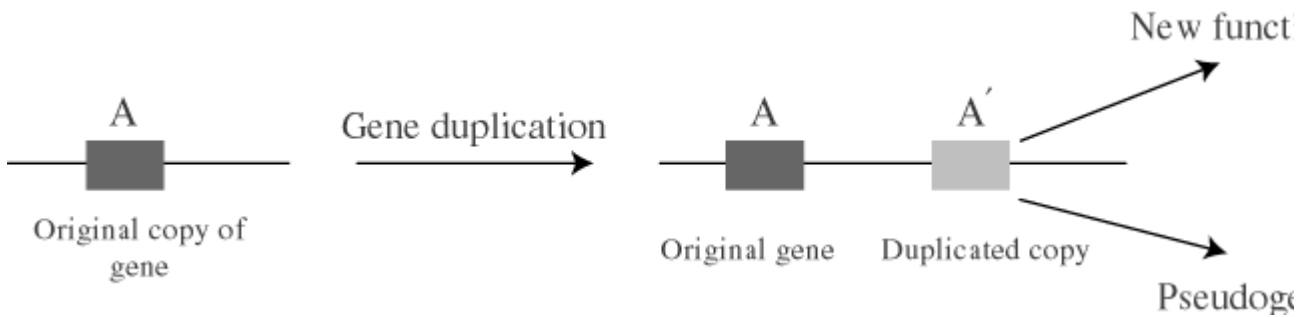 New funct
A
Gene duplication
A
A′
Original copy of
gene
Original gene
Duplicated copy
Pseudoge